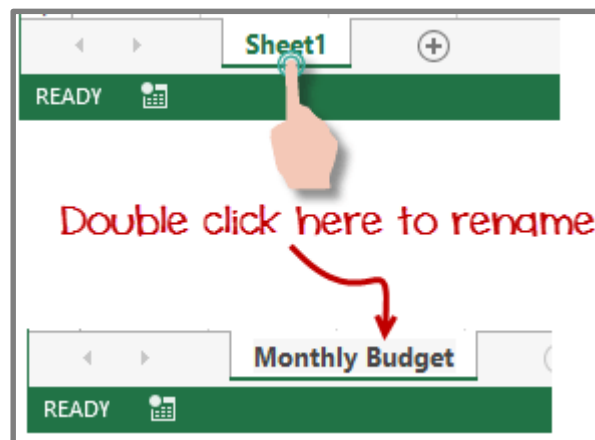 Sheet1
READY
Double click here to rename
Monthly Budget
READY